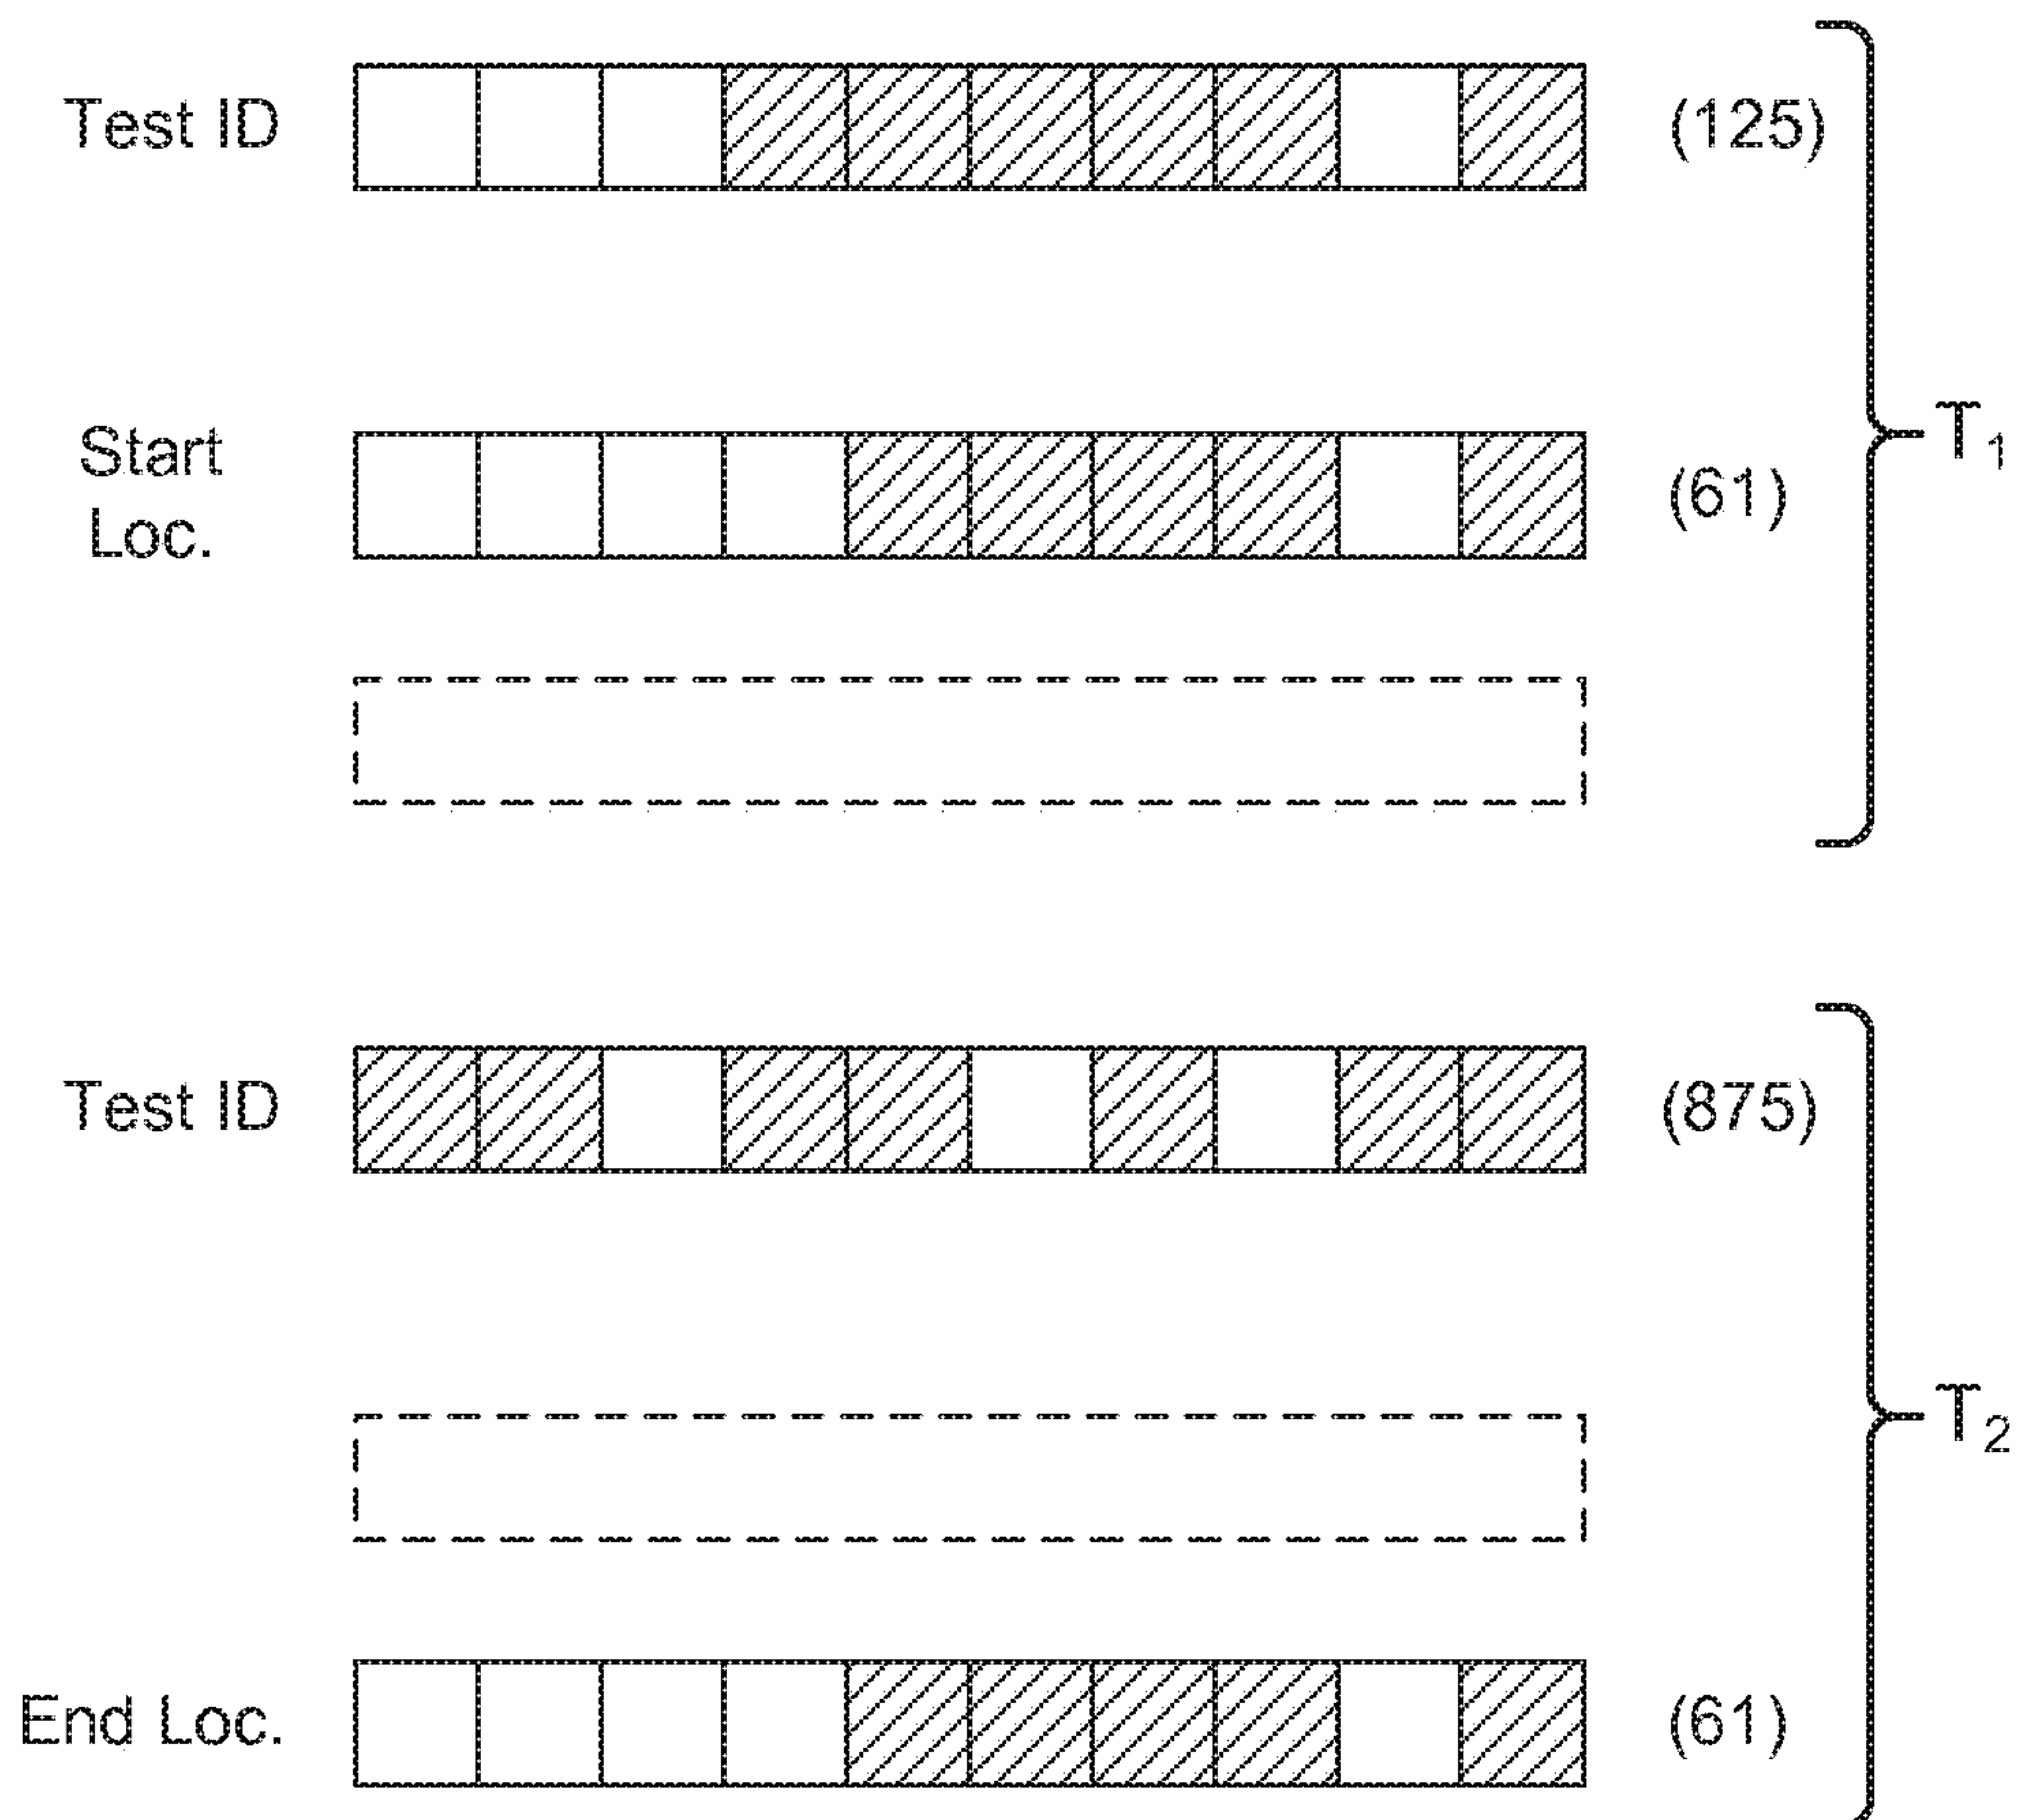 Test ID (125)
Start
Loc. (61)
T1
Test ID (875)
T2
End Loc. (61)